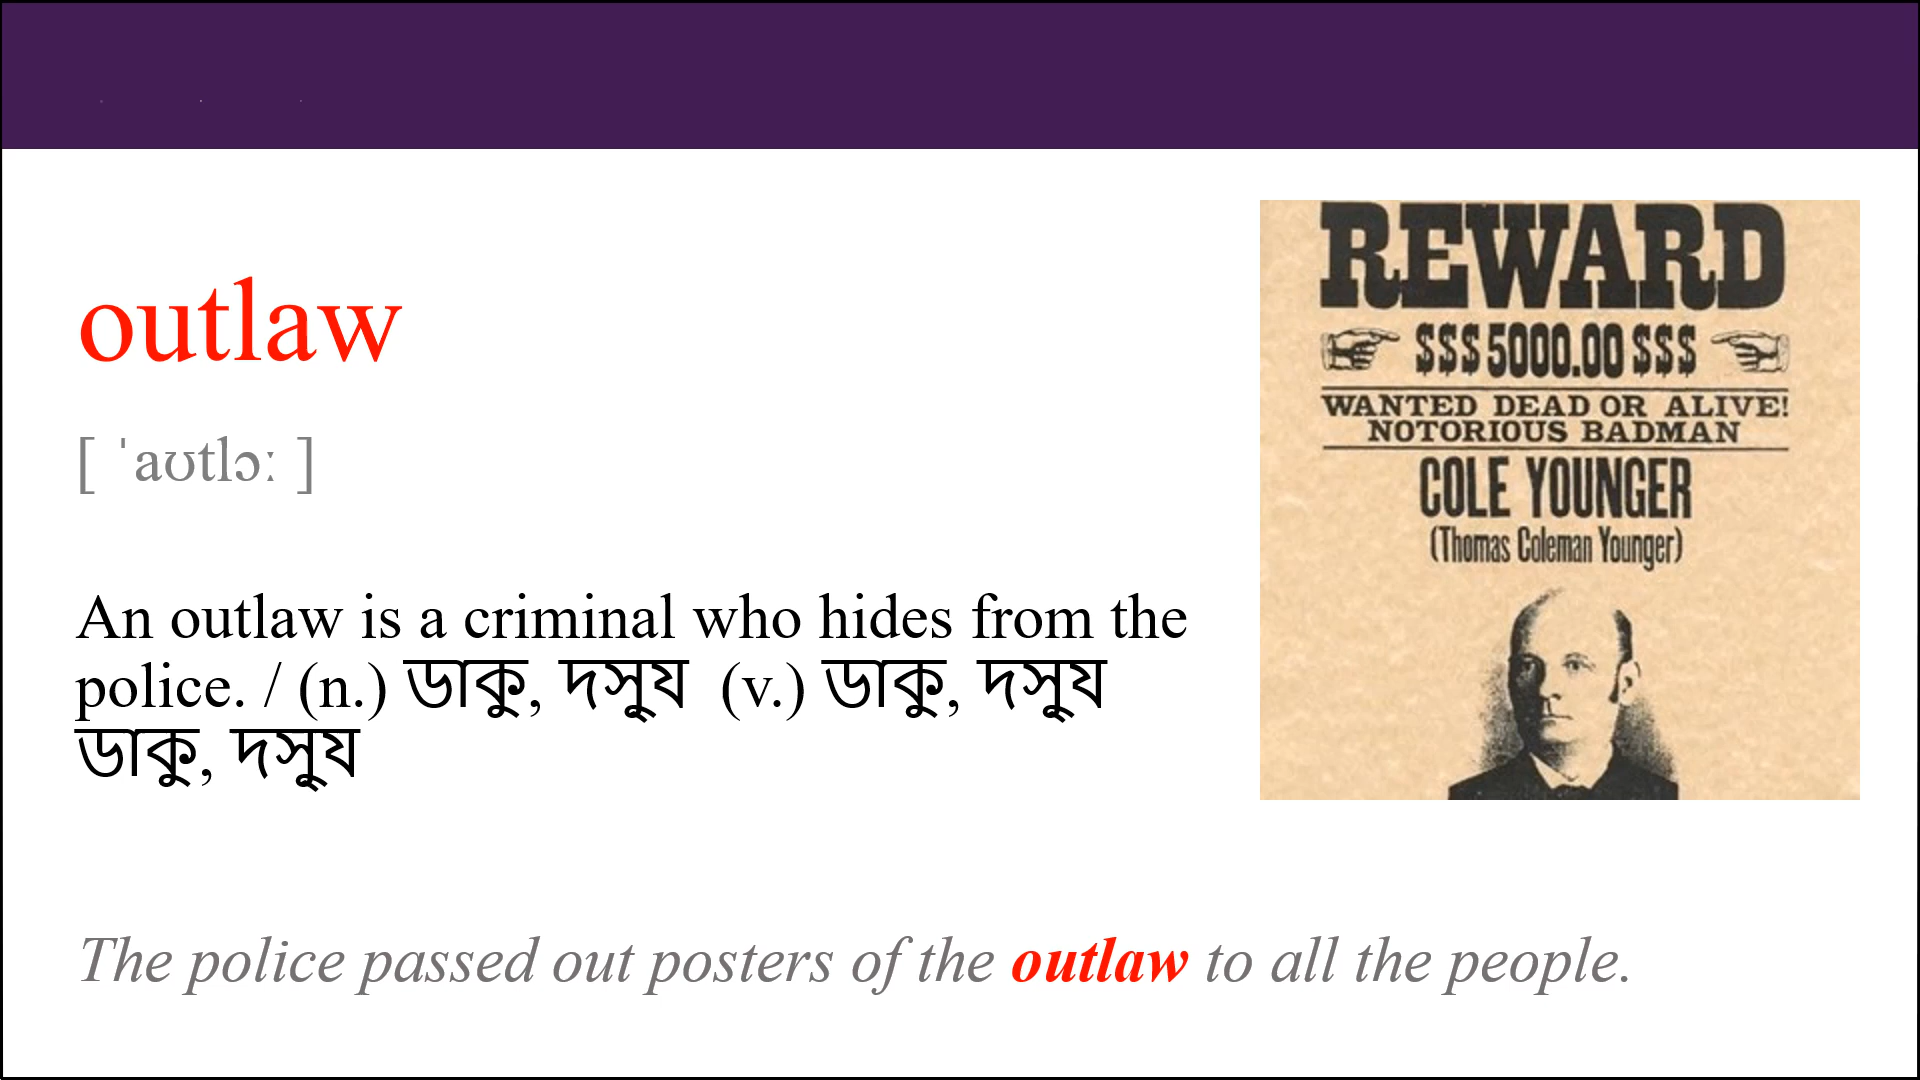 outlaw
[ ˈaʊtlɔː ]
An outlaw is a criminal who hides from the
police. / (n.) ডাকু, দসু্য (v.) ডাকু, দসু্য
ডাকু, দসু্য
The police passed out posters of the outlaw to all the people.
REWARD
$$$ 5000.00 $$$
WANTED DEAD OR ALIVE!
NOTORIOUS BADMAN
COLE YOUNGER
(Thomas Coleman Younger)